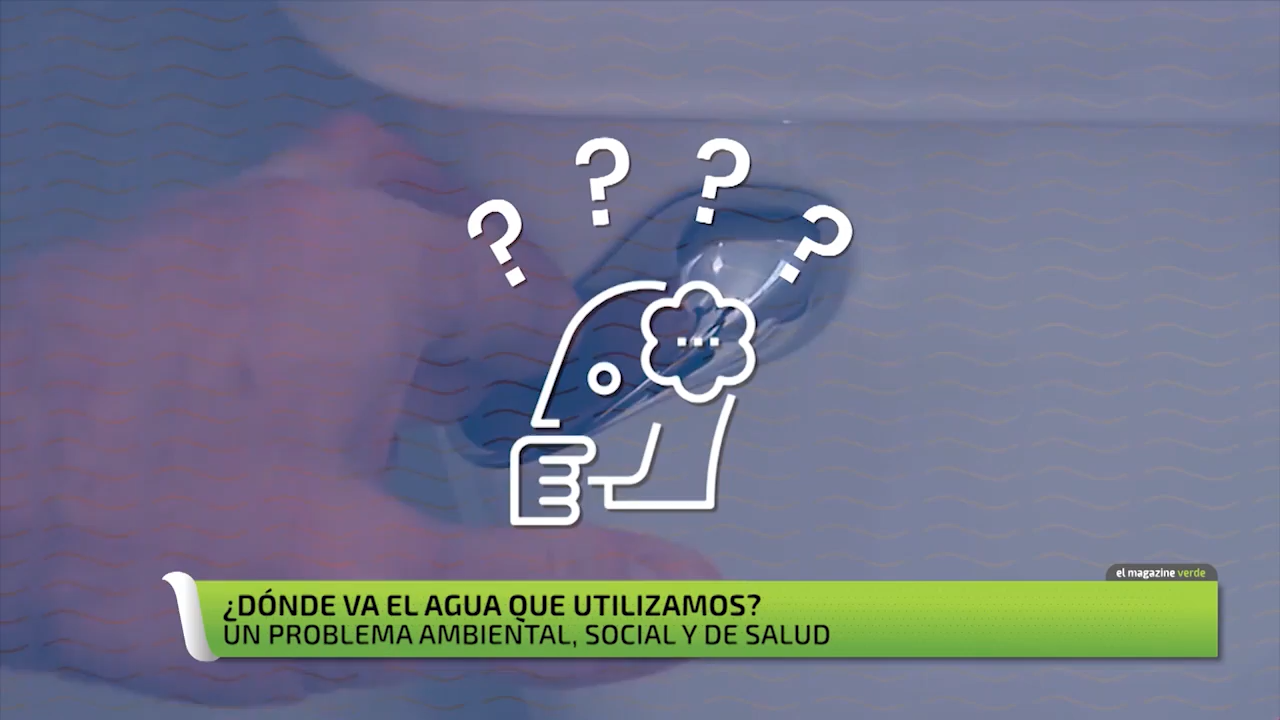 ? ? ? ?
...
el magazine verde
¿DÓNDE VA EL AGUA QUE UTILIZAMOS?
UN PROBLEMA AMBIENTAL, SOCIAL Y DE SALUD